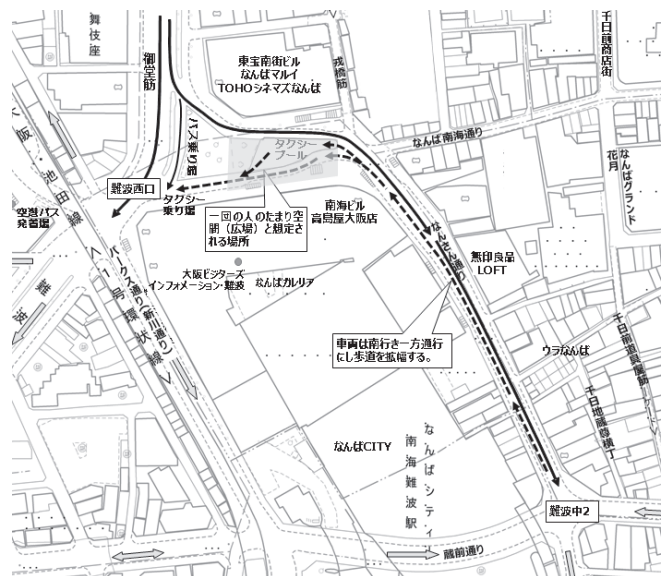 舞伎座
御堂筋
東宝南街ビル
なんばマルイ
TOHOシネマズなんば
戎橋筋
千日前商店街
大阪
池田線
バス乗り場
タクシー
プール
なんば南海通り
難波西口
タクシー
乗り場
南海ビル
高島屋大阪店
なんばグランド
花月
空港バス
発着場
一団の人のたまり空
間（広場）と想定さ
れる場所
なんさん通り
無印良品
LOFT
大阪ビジターズ
インフォメーション・難波
なんばガレリア
パークス通り(新川通り)
1号環状線
難波
車両は南行き一方通行
にし歩道を拡幅する。
ウラなんば
千日前道具屋筋
千日地蔵尊横丁
なんばCITY
なんばシティ
南海難波駅
難波中2
蔵前通り